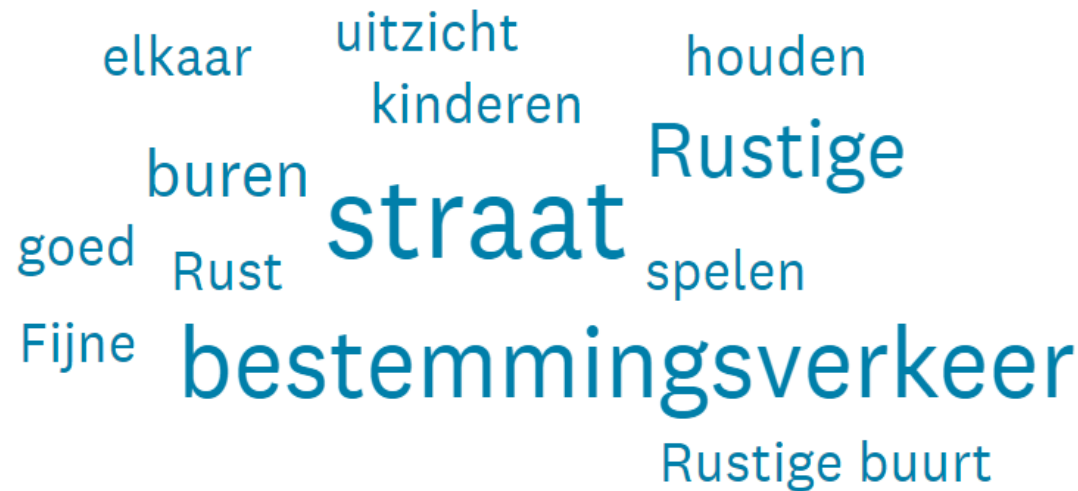 uitzicht
elkaar
houden
kinderen
Rustige
buren
straat
goed
Rust
spelen
Fijne
bestemmingsverkeer
Rustige buurt